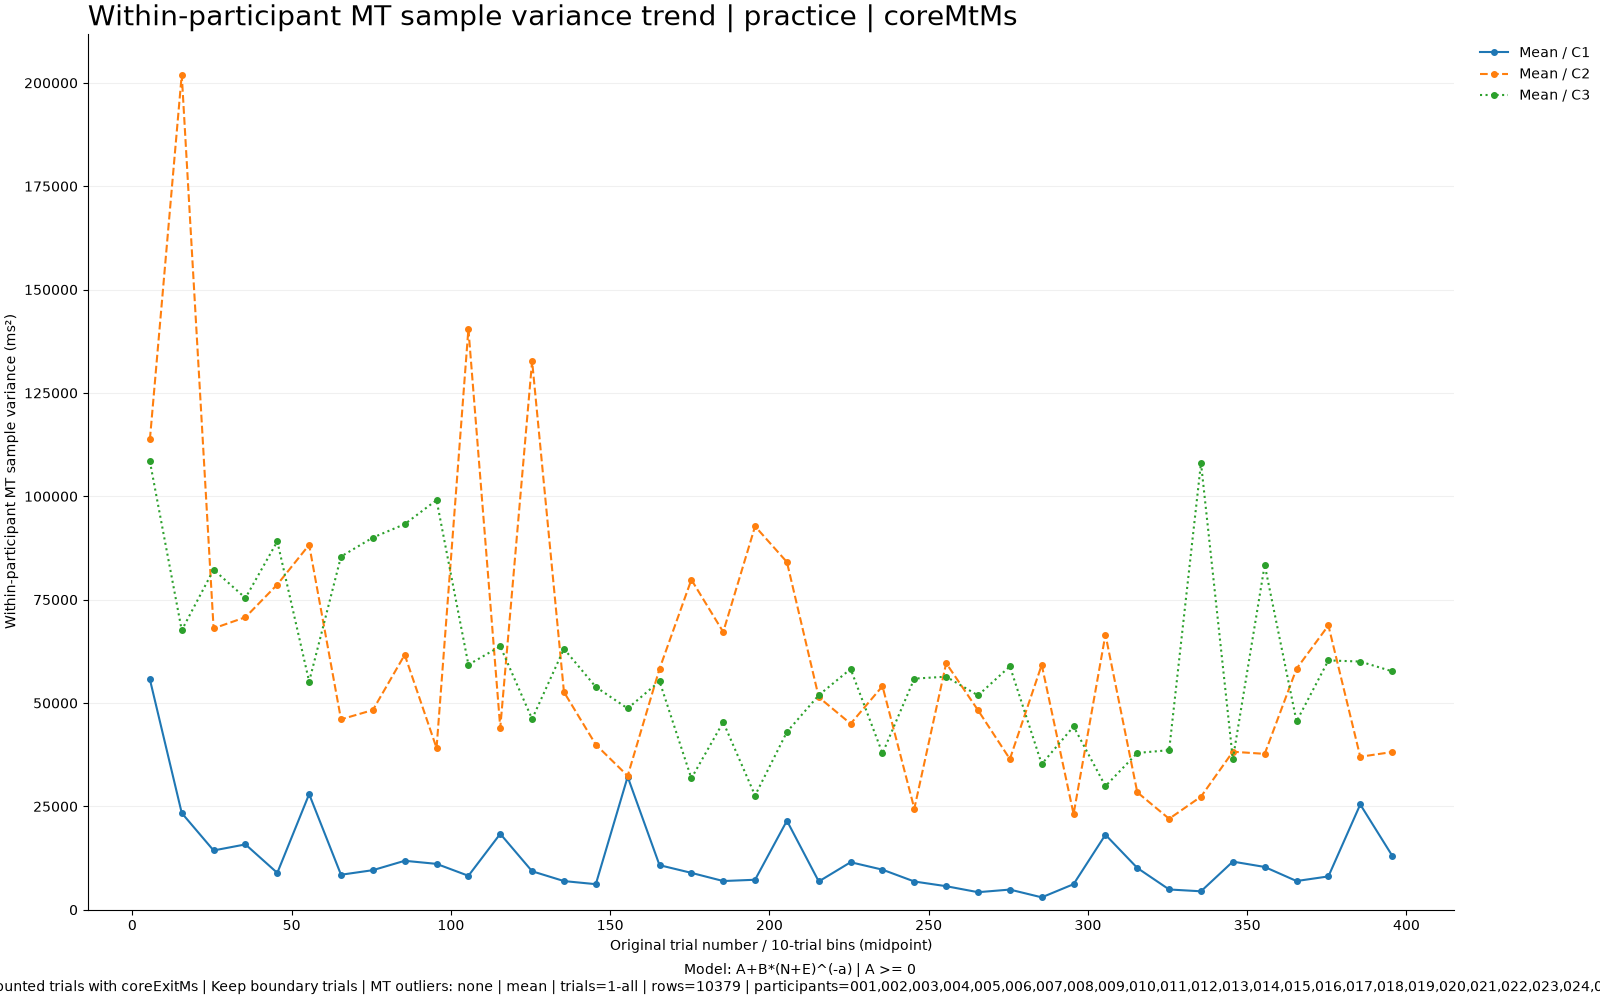 Within-participant MT sample variance trend | practice | coreMtMs
Mean / C1
Mean / C2
Mean / C3
Within-participant MT sample variance (ms²)
200000
175000
150000
125000
100000
75000
50000
25000
0
0 50 100 150 200 250 300 350 400
Original trial number / 10-trial bins (midpoint)
Model: A+B*(N+E)^(-a) | A >= 0
trials with coreExitMs | Keep boundary trials | MT outliers: none | mean | trials=1-all | rows=10379 | participants=001,002,003,004,005,006,007,008,009,010,011,012,013,014,015,016,017,018,019,020,021,022,023,024,